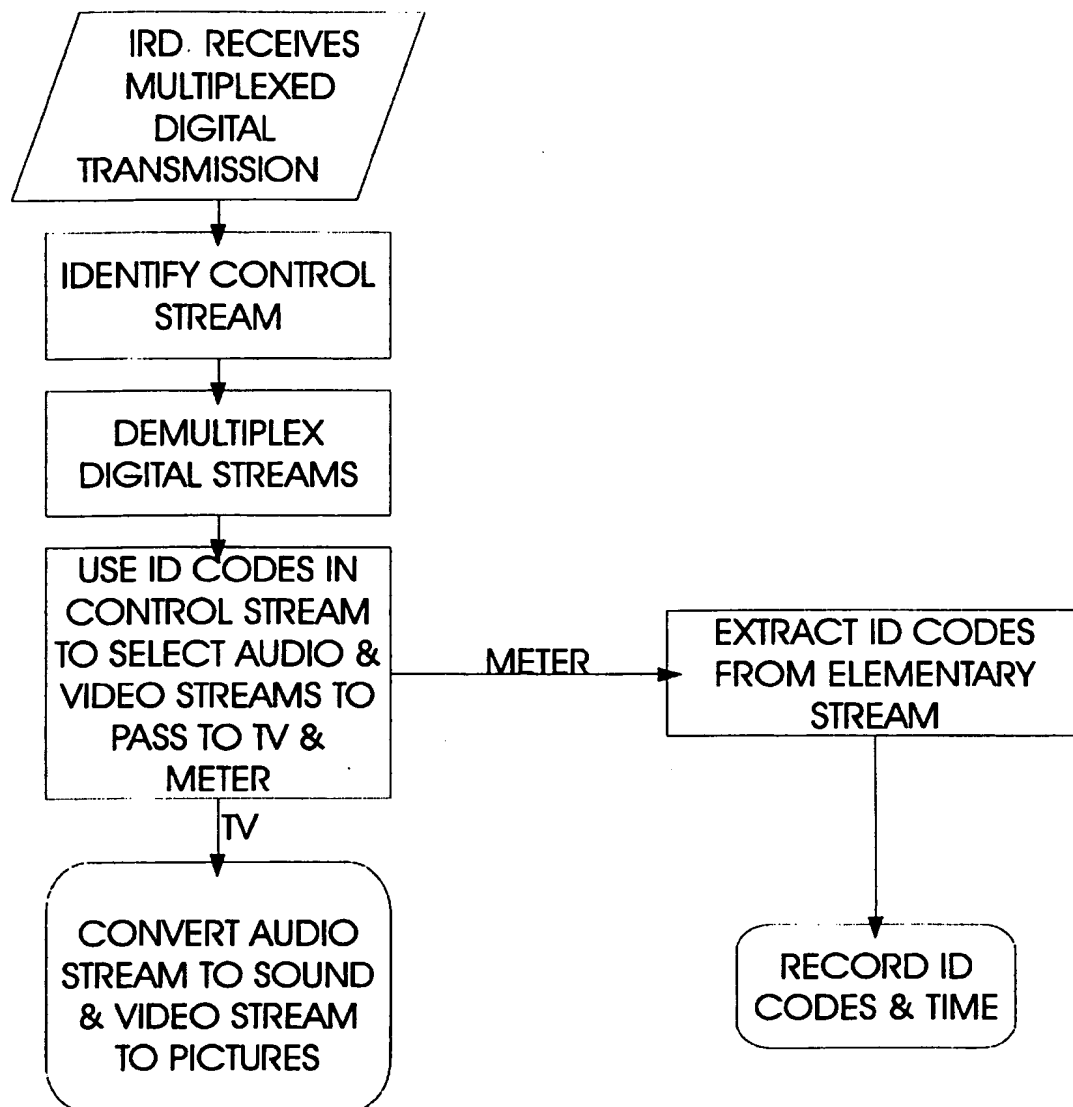 IRD RECEIVES
MULTIPLEXED
DIGITAL
TRANSMISSION
IDENTIFY CONTROL
STREAM
DEMULTIPLEX
DIGITAL STREAMS
USE ID CODES IN
CONTROL STREAM
TO SELECT AUDIO &
VIDEO STREAMS TO
PASS TO TV &
METER
METER
EXTRACT ID CODES
FROM ELEMENTARY
STREAM
TV
CONVERT AUDIO
STREAM TO SOUND
& VIDEO STREAM
TO PICTURES
RECORD ID
CODES & TIME